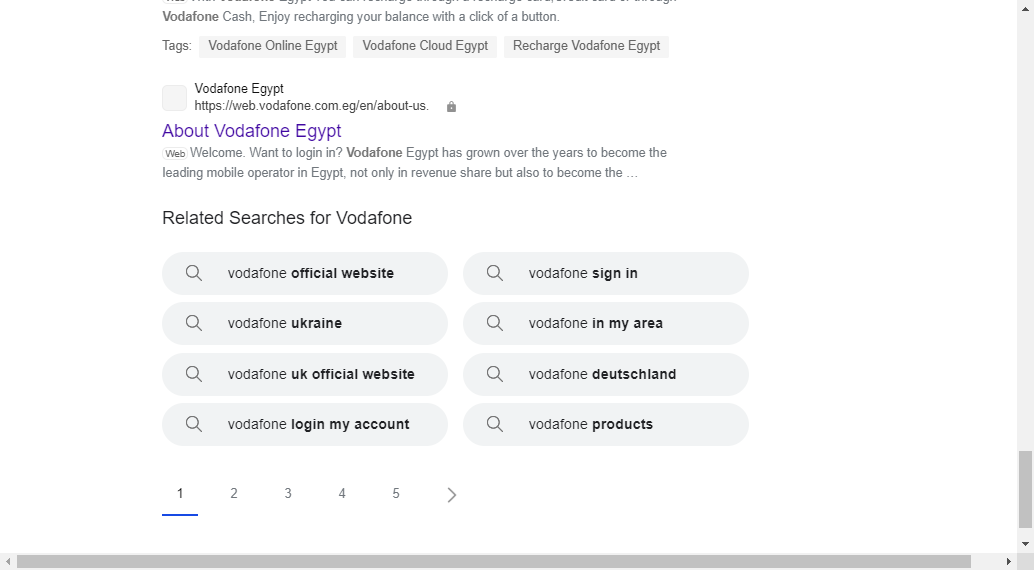 Vodafone Cash, Enjoy recharging your balance with a click of a button.
Tags: Vodafone Online Egypt Vodafone Cloud Egypt Recharge Vodafone Egypt
Vodafone Egypt
https://web.vodafone.com.eg/en/about-us.
About Vodafone Egypt
Web Welcome. Want to login in? Vodafone Egypt has grown over the years to become the
leading mobile operator in Egypt, not only in revenue share but also to become the …
Related Searches for Vodafone
vodafone official website
vodafone sign in
vodafone ukraine
vodafone in my area
vodafone uk official website
vodafone deutschland
vodafone login my account
vodafone products
1 2 3 4 5